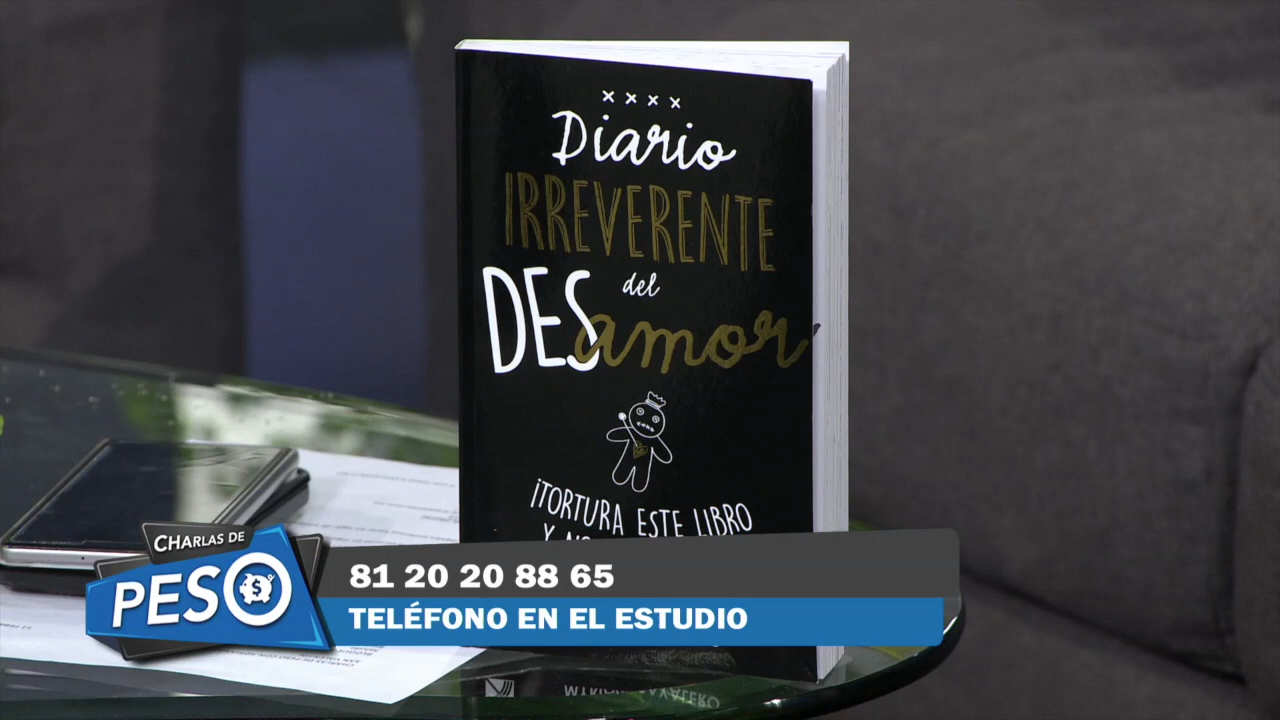 xxxx
Diario
IRREVERENTE
del
DESamor
¡TORTURA ESTE LIBRO
Y
CHARLAS DE
PESO
$
81 20 20 88 65
TELÉFONO EN EL ESTUDIO